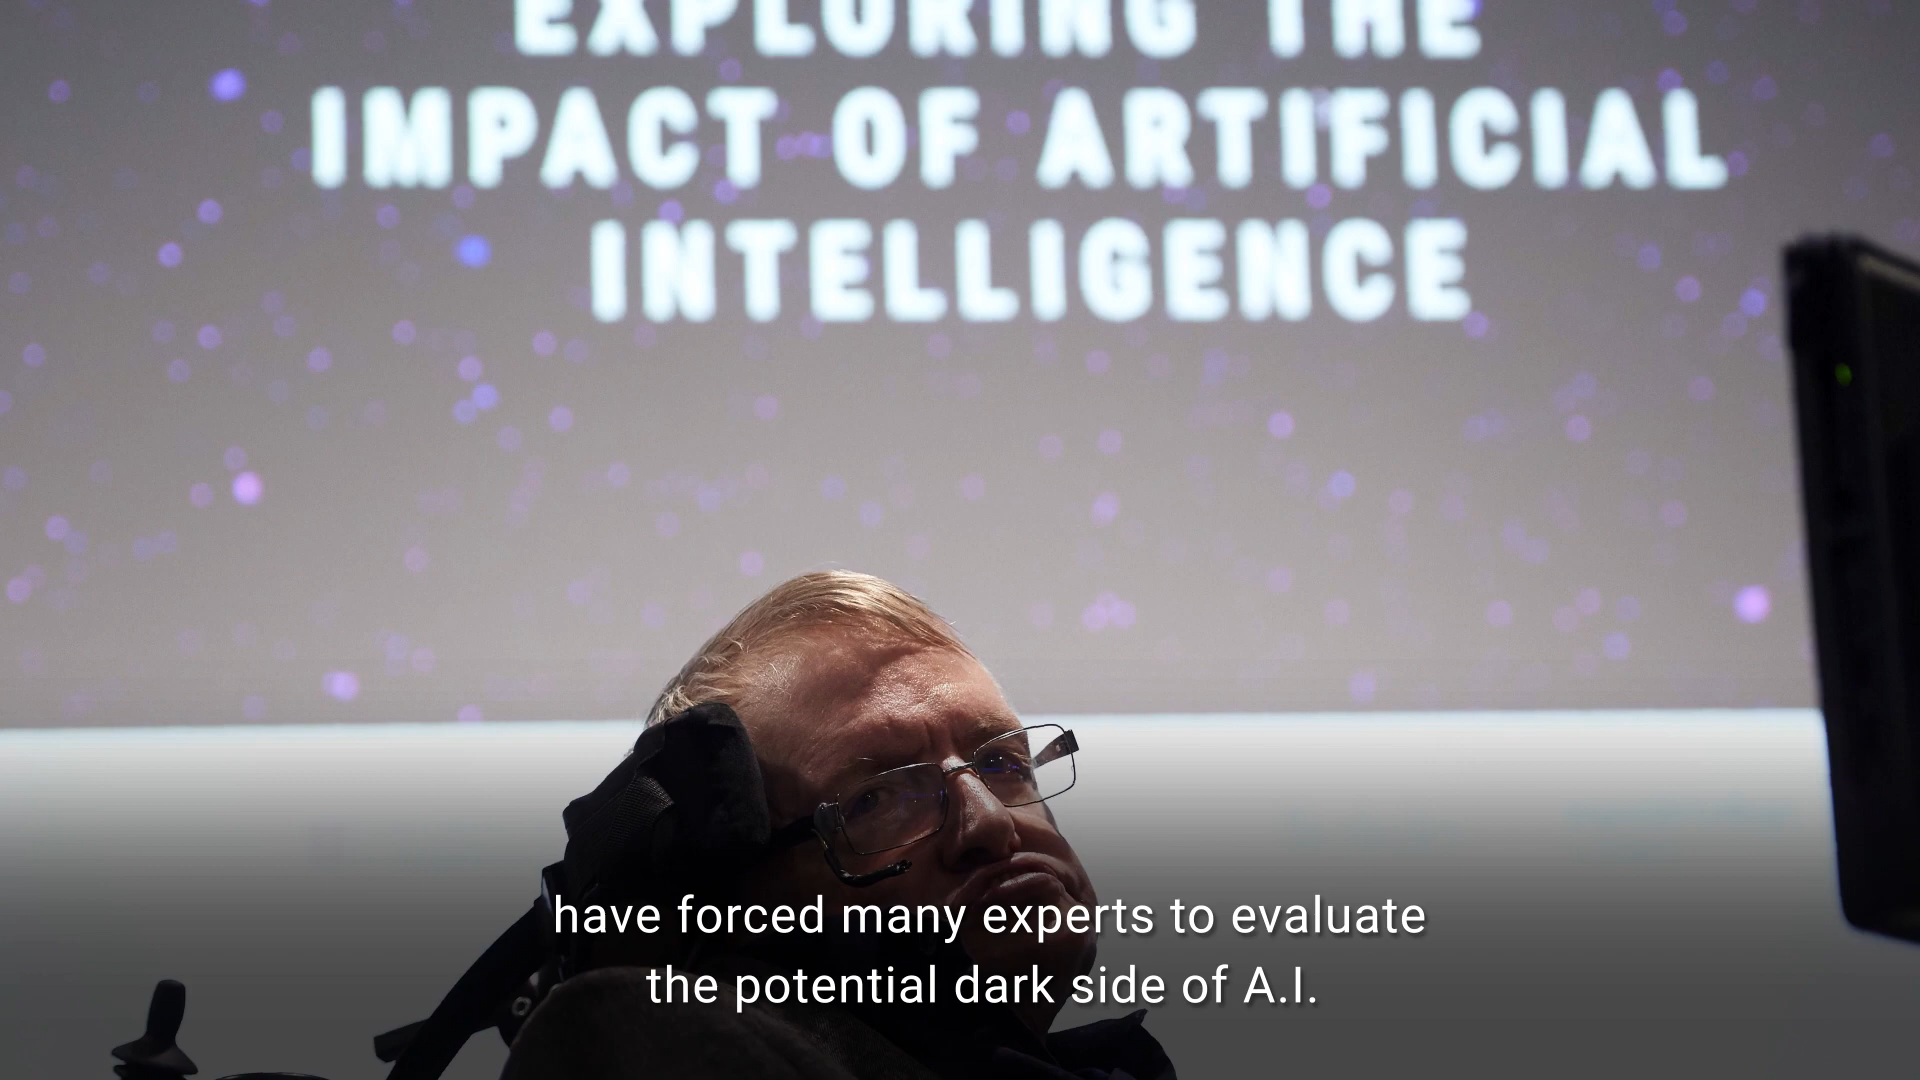 EXPLORING THE
IMPACT OF ARTIFICIAL
INTELLIGENCE
have forced many experts to evaluate
the potential dark side of A.I.